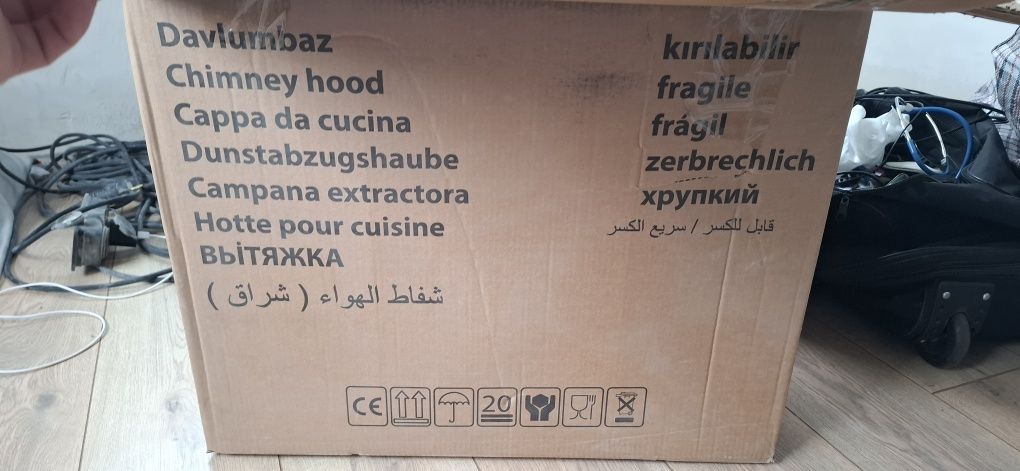 Davlumbaz
Chimney hood
Cappa da cucina
Dunstabzugshaube
Campana extractora
Hotte pour cuisine
ВЫТЯЖКА
شفاط الهواء ( شراق )
kırılabilir
fragile
frágil
zerbrechlich
хрупкий
قابل للكسر / سريع الكسر
CE
20